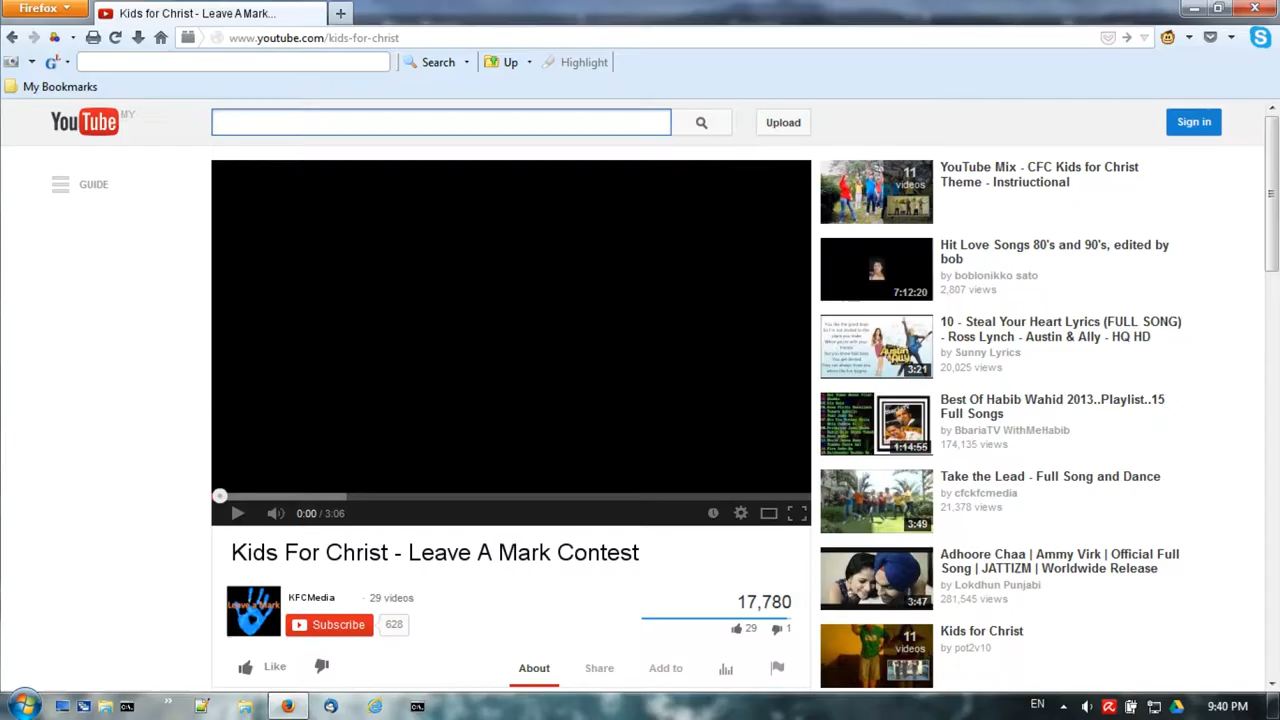 Firefox
Kids for Christ - Leave A Mark...
www.youtube.com/kids-for-christ
Search
Up
Highlight
My Bookmarks
YouTube MY
Upload
Sign in
GUIDE
YouTube Mix - CFC Kids for Christ
Theme - Instriuctional
11
videos
Hit Love Songs 80's and 90's, edited by
bob
by boblonikko sato
2,807 views
7:12:20
10 - Steal Your Heart Lyrics (FULL SONG)
- Ross Lynch - Austin & Ally - HQ HD
by Sunny Lyrics
20,025 views
Austin & Ally
3:21
Best Of Habib Wahid 2013..Playlist..15
Full Songs
by BbariaTV WithMeHabib
174,135 views
1:14:55
Take the Lead - Full Song and Dance
by cfckfcmedia
21,378 views
3:49
Adhoore Chaa | Ammy Virk | Official Full
Song | JATTIZM | Worldwide Release
by Lokdhun Punjabi
281,545 views
3:47
Kids for Christ
by pot2v10
11
videos
0:00 / 3:06
Kids For Christ - Leave A Mark Contest
Leave a Mark
KFCMedia · 29 videos
Subscribe 628
17,780
29 1
Like
About Share Add to
EN
9:40 PM